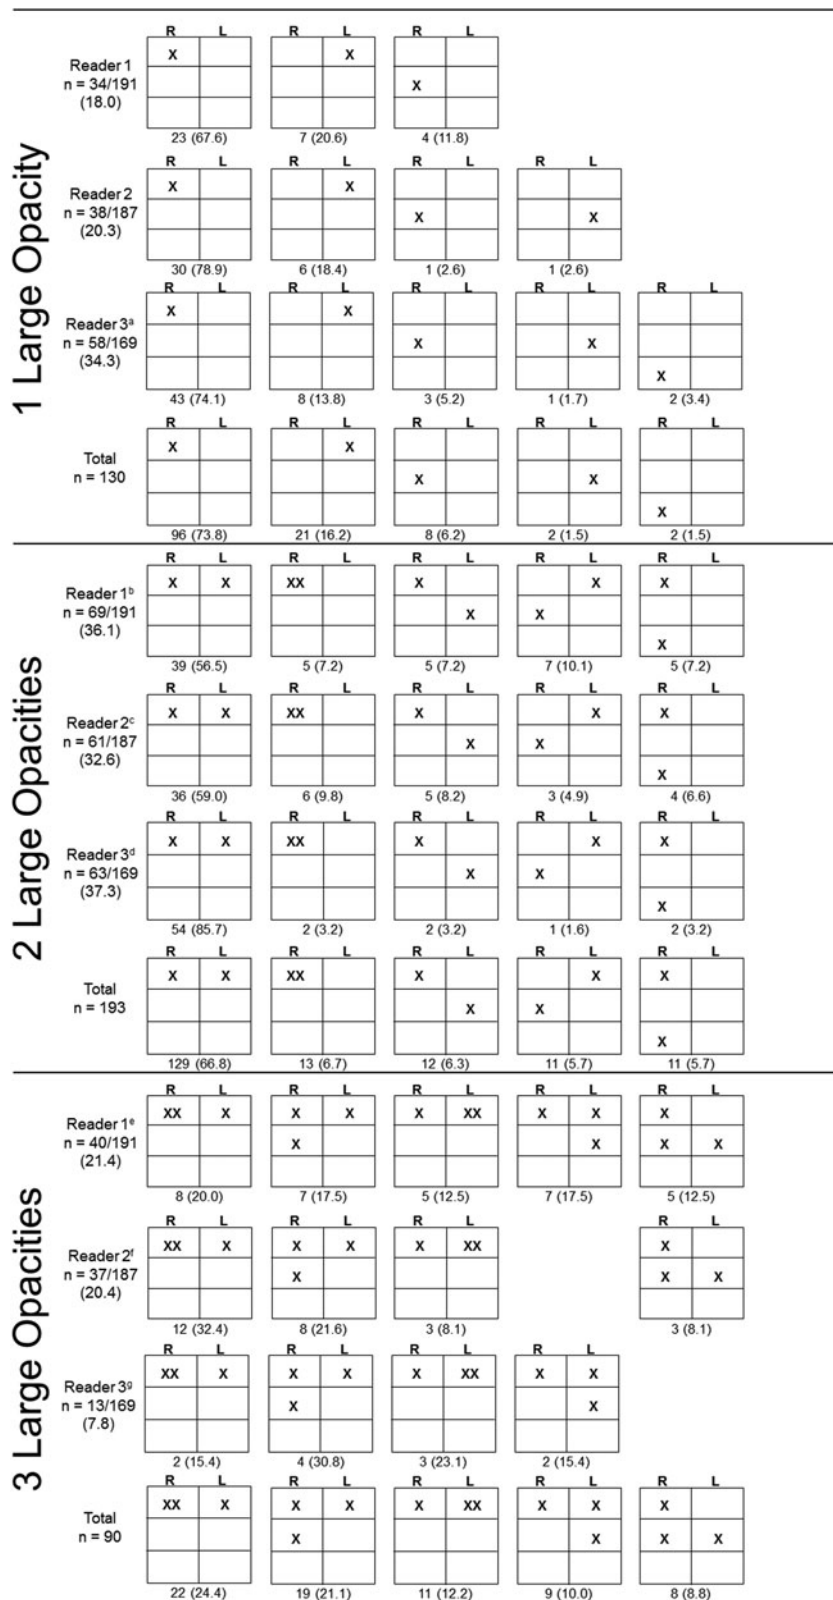 1 Large Opacity
R L R L R L
Reader 1
n = 34/191
(18.0)
X X X
23 (67.6) 7 (20.6) 4 (11.8)
R L R L R L R L
Reader 2
n = 38/187
(20.3)
X X X X
30 (78.9) 6 (18.4) 1 (2.6) 1 (2.6)
R L R L R L R L R L
Reader 3ª
n = 58/169
(34.3)
X X X X X
43 (74.1) 8 (13.8) 3 (5.2) 1 (1.7) 2 (3.4)
R L R L R L R L R L
Total
n = 130
X X X X X
96 (73.8) 21 (16.2) 8 (6.2) 2 (1.5) 2 (1.5)
2 Large Opacities
R L R L R L R L R L
Reader 1ᵇ
n = 69/191
(36.1)
X X XX X X X
X X
X
39 (56.5) 5 (7.2) 5 (7.2) 7 (10.1) 5 (7.2)
R L R L R L R L R L
Reader 2ᶜ
n = 61/187
(32.6)
X X XX X X X
X X
X
36 (59.0) 6 (9.8) 5 (8.2) 3 (4.9) 4 (6.6)
R L R L R L R L R L
Reader 3ᵈ
n = 63/169
(37.3)
X X XX X X X
X X
X
54 (85.7) 2 (3.2) 2 (3.2) 1 (1.6) 2 (3.2)
R L R L R L R L R L
Total
n = 193
X X XX X X X
X X
X
129 (66.8) 13 (6.7) 12 (6.3) 11 (5.7) 11 (5.7)
3 Large Opacities
R L R L R L R L R L
Reader 1ᵉ
n = 40/191
(21.4)
XX X X X X XX X X X
X X X X
8 (20.0) 7 (17.5) 5 (12.5) 7 (17.5) 5 (12.5)
R L R L R L R L
Reader 2ᶠ
n = 37/187
(20.4)
XX X X X X XX X
X X X
12 (32.4) 8 (21.6) 3 (8.1) 3 (8.1)
R L R L R L R L
Reader 3ᵍ
n = 13/169
(7.8)
XX X X X X XX X X
X X
2 (15.4) 4 (30.8) 3 (23.1) 2 (15.4)
R L R L R L R L R L
Total
n = 90
XX X X X X XX X X X
X X X X
22 (24.4) 19 (21.1) 11 (12.2) 9 (10.0) 8 (8.8)